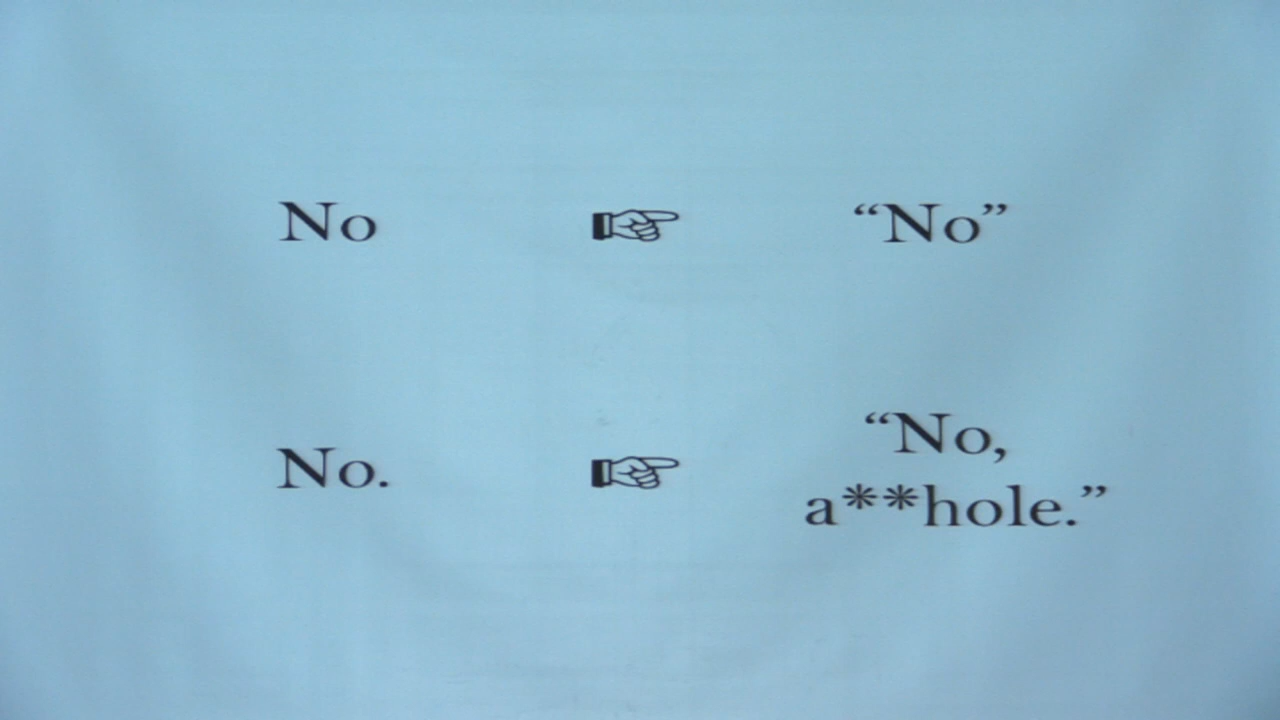 No ☞ “No”
No. ☞ “No,
a**hole.”